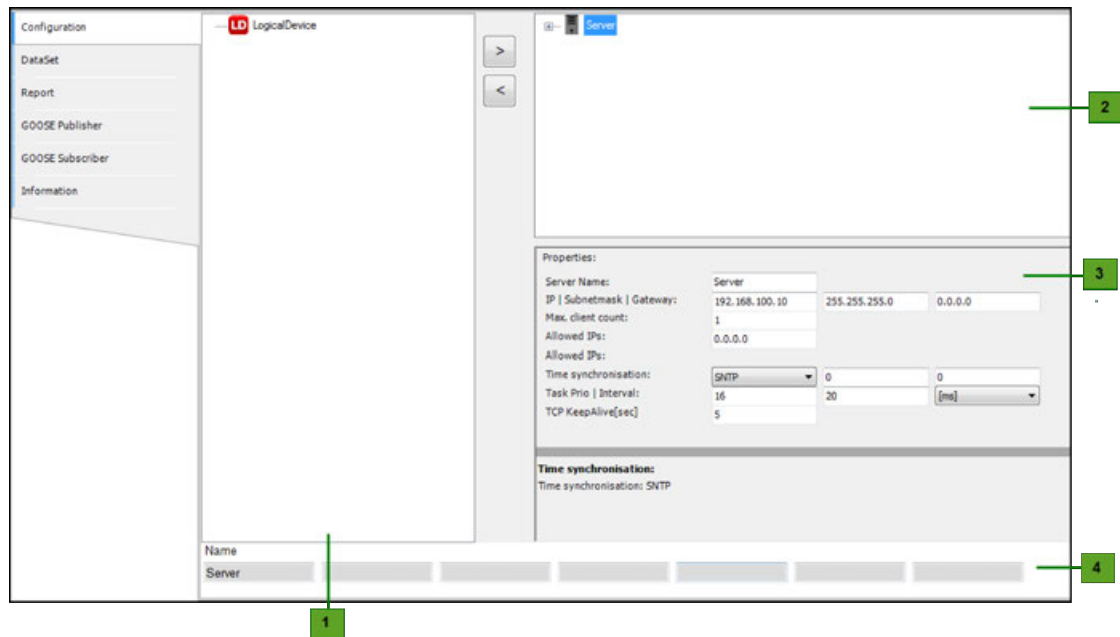 Configuration
DataSet
Report
GOOSE Publisher
GOOSE Subscriber
Information
LD LogicalDevice
>
<
Server
2
Properties:
Server Name: Server
IP | Subnetmask | Gateway: 192.168.100.10 255.255.255.0 0.0.0.0
Max. client count: 1
Allowed IPs: 0.0.0.0
Allowed IPs:
Time synchronisation: SNTP 0 0
Task Prio | Interval: 16 20 [ms]
TCP KeepAlive[sec] 5
3
Time synchronisation:
Time synchronisation: SNTP
Name
Server
4
1